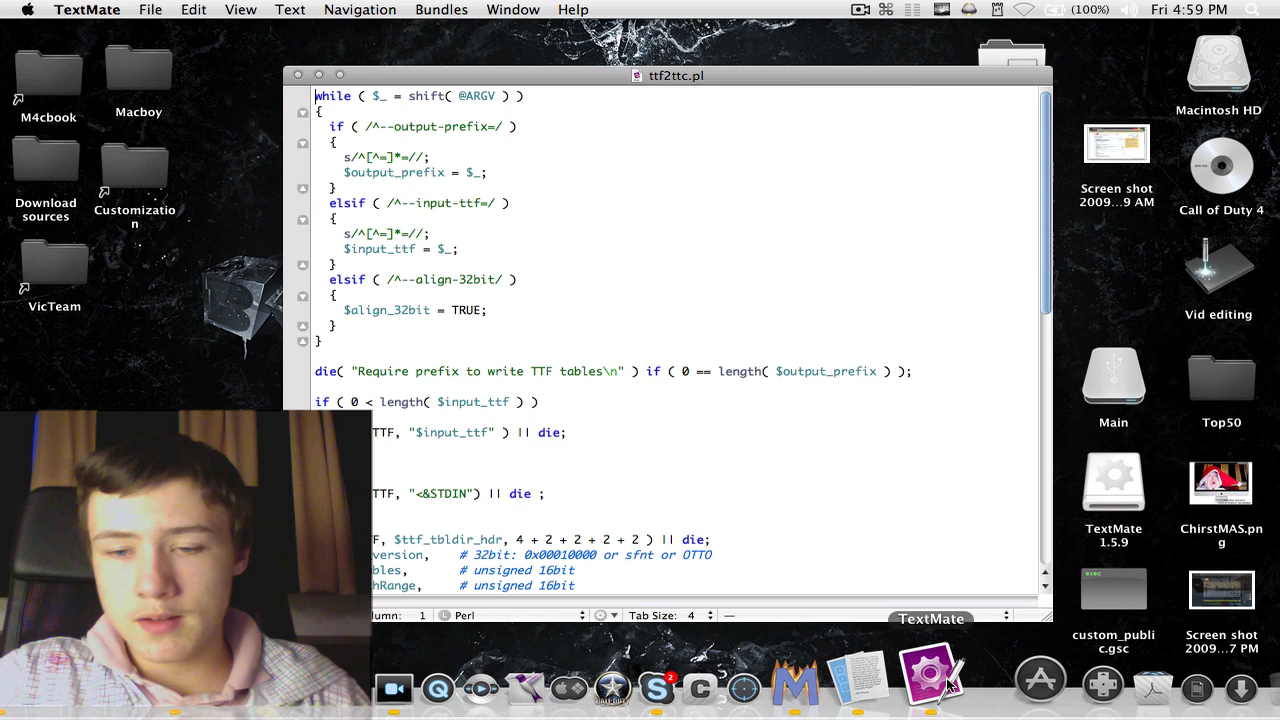 TextMate File Edit View Text Navigation Bundles Window Help (100%) Fri 4:59 PM
ttf2ttc.pl
while ( $_ = shift( @ARGV ) )
{
if ( /^--output-prefix=/ )
{
s/^[^=]*=//;
$output_prefix = $_;
}
elsif ( /^--input-ttf=/ )
{
s/^[^=]*=//;
$input_ttf = $_;
}
elsif ( /^--align-32bit/ )
{
$align_32bit = TRUE;
}
}
die( "Require prefix to write TTF tables\n" ) if ( 0 == length( $output_prefix ) );
if ( 0 < length( $input_ttf ) )
TTF, "$input_ttf" ) || die;
TTF, "<&STDIN") || die ;
F, $ttf_tbldir_hdr, 4 + 2 + 2 + 2 + 2 ) || die;
version, # 32bit: 0x00010000 or sfnt or OTTO
bles, # unsigned 16bit
hRange, # unsigned 16bit
lumn: 1 Perl Tab Size: 4 —
TextMate
M4cbook
Macboy
Download
sources
Customizatio
n
VicTeam
Macintosh HD
Screen shot
2009...9 AM
Call of Duty 4
Vid editing
Main
Top50
TextMate
1.5.9
ChirstMAS.pn
g
custom_publi
c.gsc
Screen shot
2009...7 PM
2